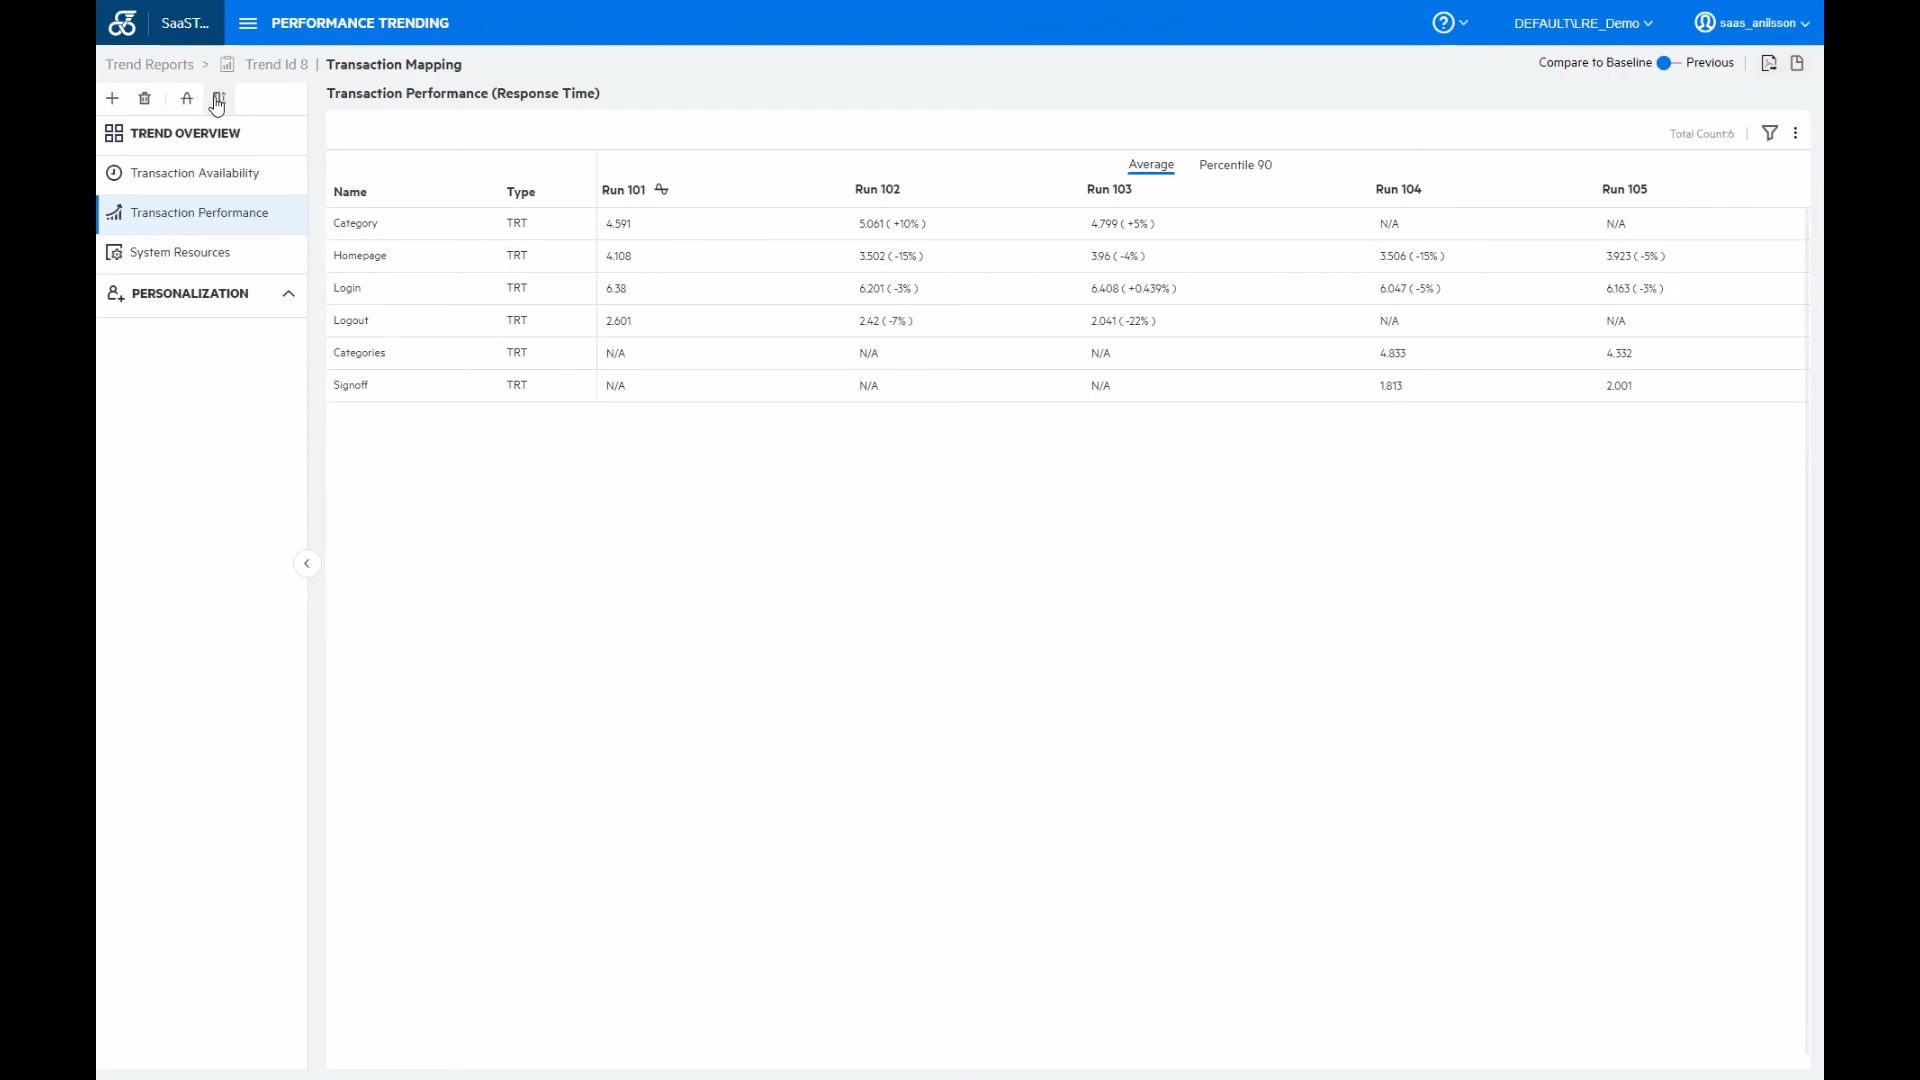 SaaST... PERFORMANCE TRENDING DEFAULT\LRE_Demo saas_anilsson
Trend Reports > Trend Id 8 | Transaction Mapping Compare to Baseline Previous
Transaction Performance (Response Time)
TREND OVERVIEW
Transaction Availability
Transaction Performance
System Resources
PERSONALIZATION
Total Count:6
Average Percentile 90
Name Type Run 101 Run 102 Run 103 Run 104 Run 105
Category TRT 4.591 5.061 ( +10% ) 4.799 ( +5% ) N/A N/A
Homepage TRT 4.108 3.502 ( -15% ) 3.96 ( -4% ) 3.506 ( -15% ) 3.923 ( -5% )
Login TRT 6.38 6.201 ( -3% ) 6.408 ( +0.439% ) 6.047 ( -5% ) 6.163 ( -3% )
Logout TRT 2.601 2.42 ( -7% ) 2.041 ( -22% ) N/A N/A
Categories TRT N/A N/A N/A 4.833 4.332
Signoff TRT N/A N/A N/A 1.813 2.001